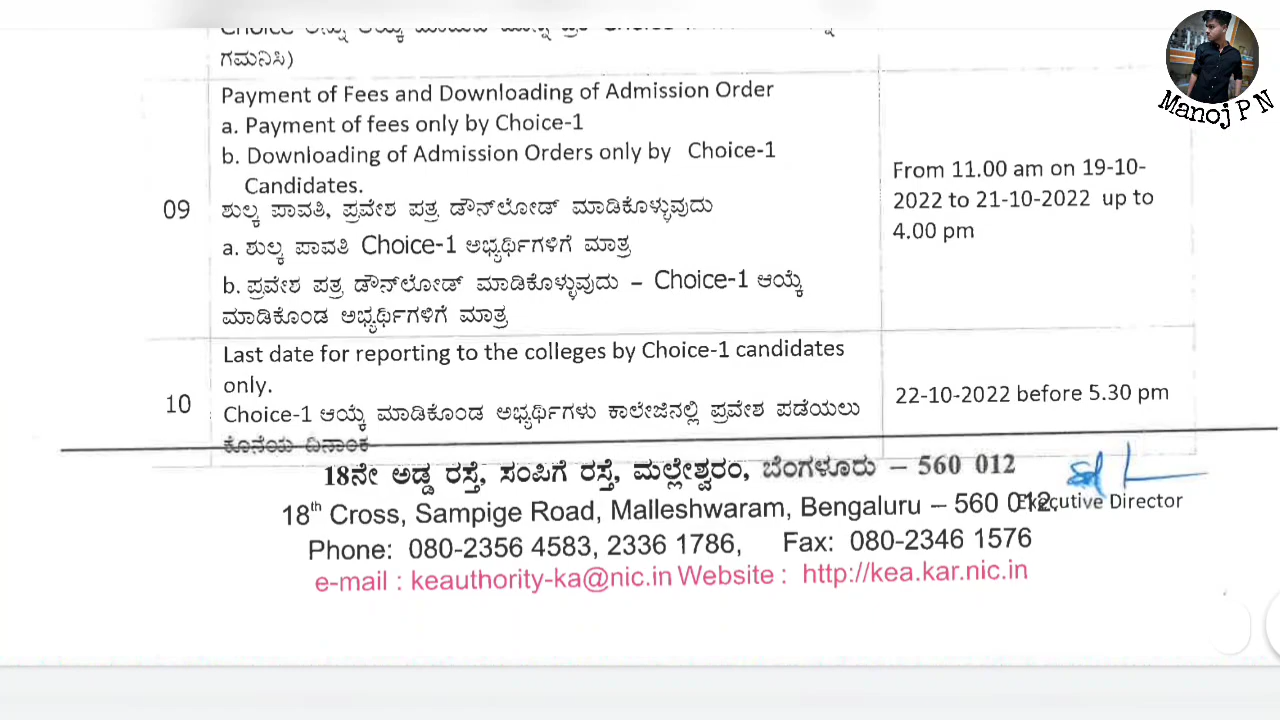 ಗಮನಿಸಿ)
Manoj P N
09
Payment of Fees and Downloading of Admission Order
a. Payment of fees only by Choice-1
b. Downloading of Admission Orders only by Choice-1
Candidates.
ಶುಲ್ಕ ಪಾವತಿ, ಪ್ರವೇಶ ಪತ್ರ ಡೌನ್‌ಲೋಡ್ ಮಾಡಿಕೊಳ್ಳುವುದು
a. ಶುಲ್ಕ ಪಾವತಿ Choice-1 ಅಭ್ಯರ್ಥಿಗಳಿಗೆ ಮಾತ್ರ
b. ಪ್ರವೇಶ ಪತ್ರ ಡೌನ್‌ಲೋಡ್ ಮಾಡಿಕೊಳ್ಳುವುದು – Choice-1 ಆಯ್ಕೆ
ಮಾಡಿಕೊಂಡ ಅಭ್ಯರ್ಥಿಗಳಿಗೆ ಮಾತ್ರ
From 11.00 am on 19-10-
2022 to 21-10-2022 up to
4.00 pm
10
Last date for reporting to the colleges by Choice-1 candidates
only.
Choice-1 ಆಯ್ಕೆ ಮಾಡಿಕೊಂಡ ಅಭ್ಯರ್ಥಿಗಳು ಕಾಲೇಜಿನಲ್ಲಿ ಪ್ರವೇಶ ಪಡೆಯಲು
ಕೊನೆಯ ದಿನಾಂಕ
22-10-2022 before 5.30 pm
18ನೇ ಅಡ್ಡ ರಸ್ತೆ, ಸಂಪಿಗೆ ರಸ್ತೆ, ಮಲ್ಲೇಶ್ವರಂ, ಬೆಂಗಳೂರು – 560 012
18th Cross, Sampige Road, Malleshwaram, Bengaluru – 560 012,
Executive Director
Phone: 080-2356 4583, 2336 1786, Fax: 080-2346 1576
e-mail : keauthority-ka@nic.in Website : http://kea.kar.nic.in